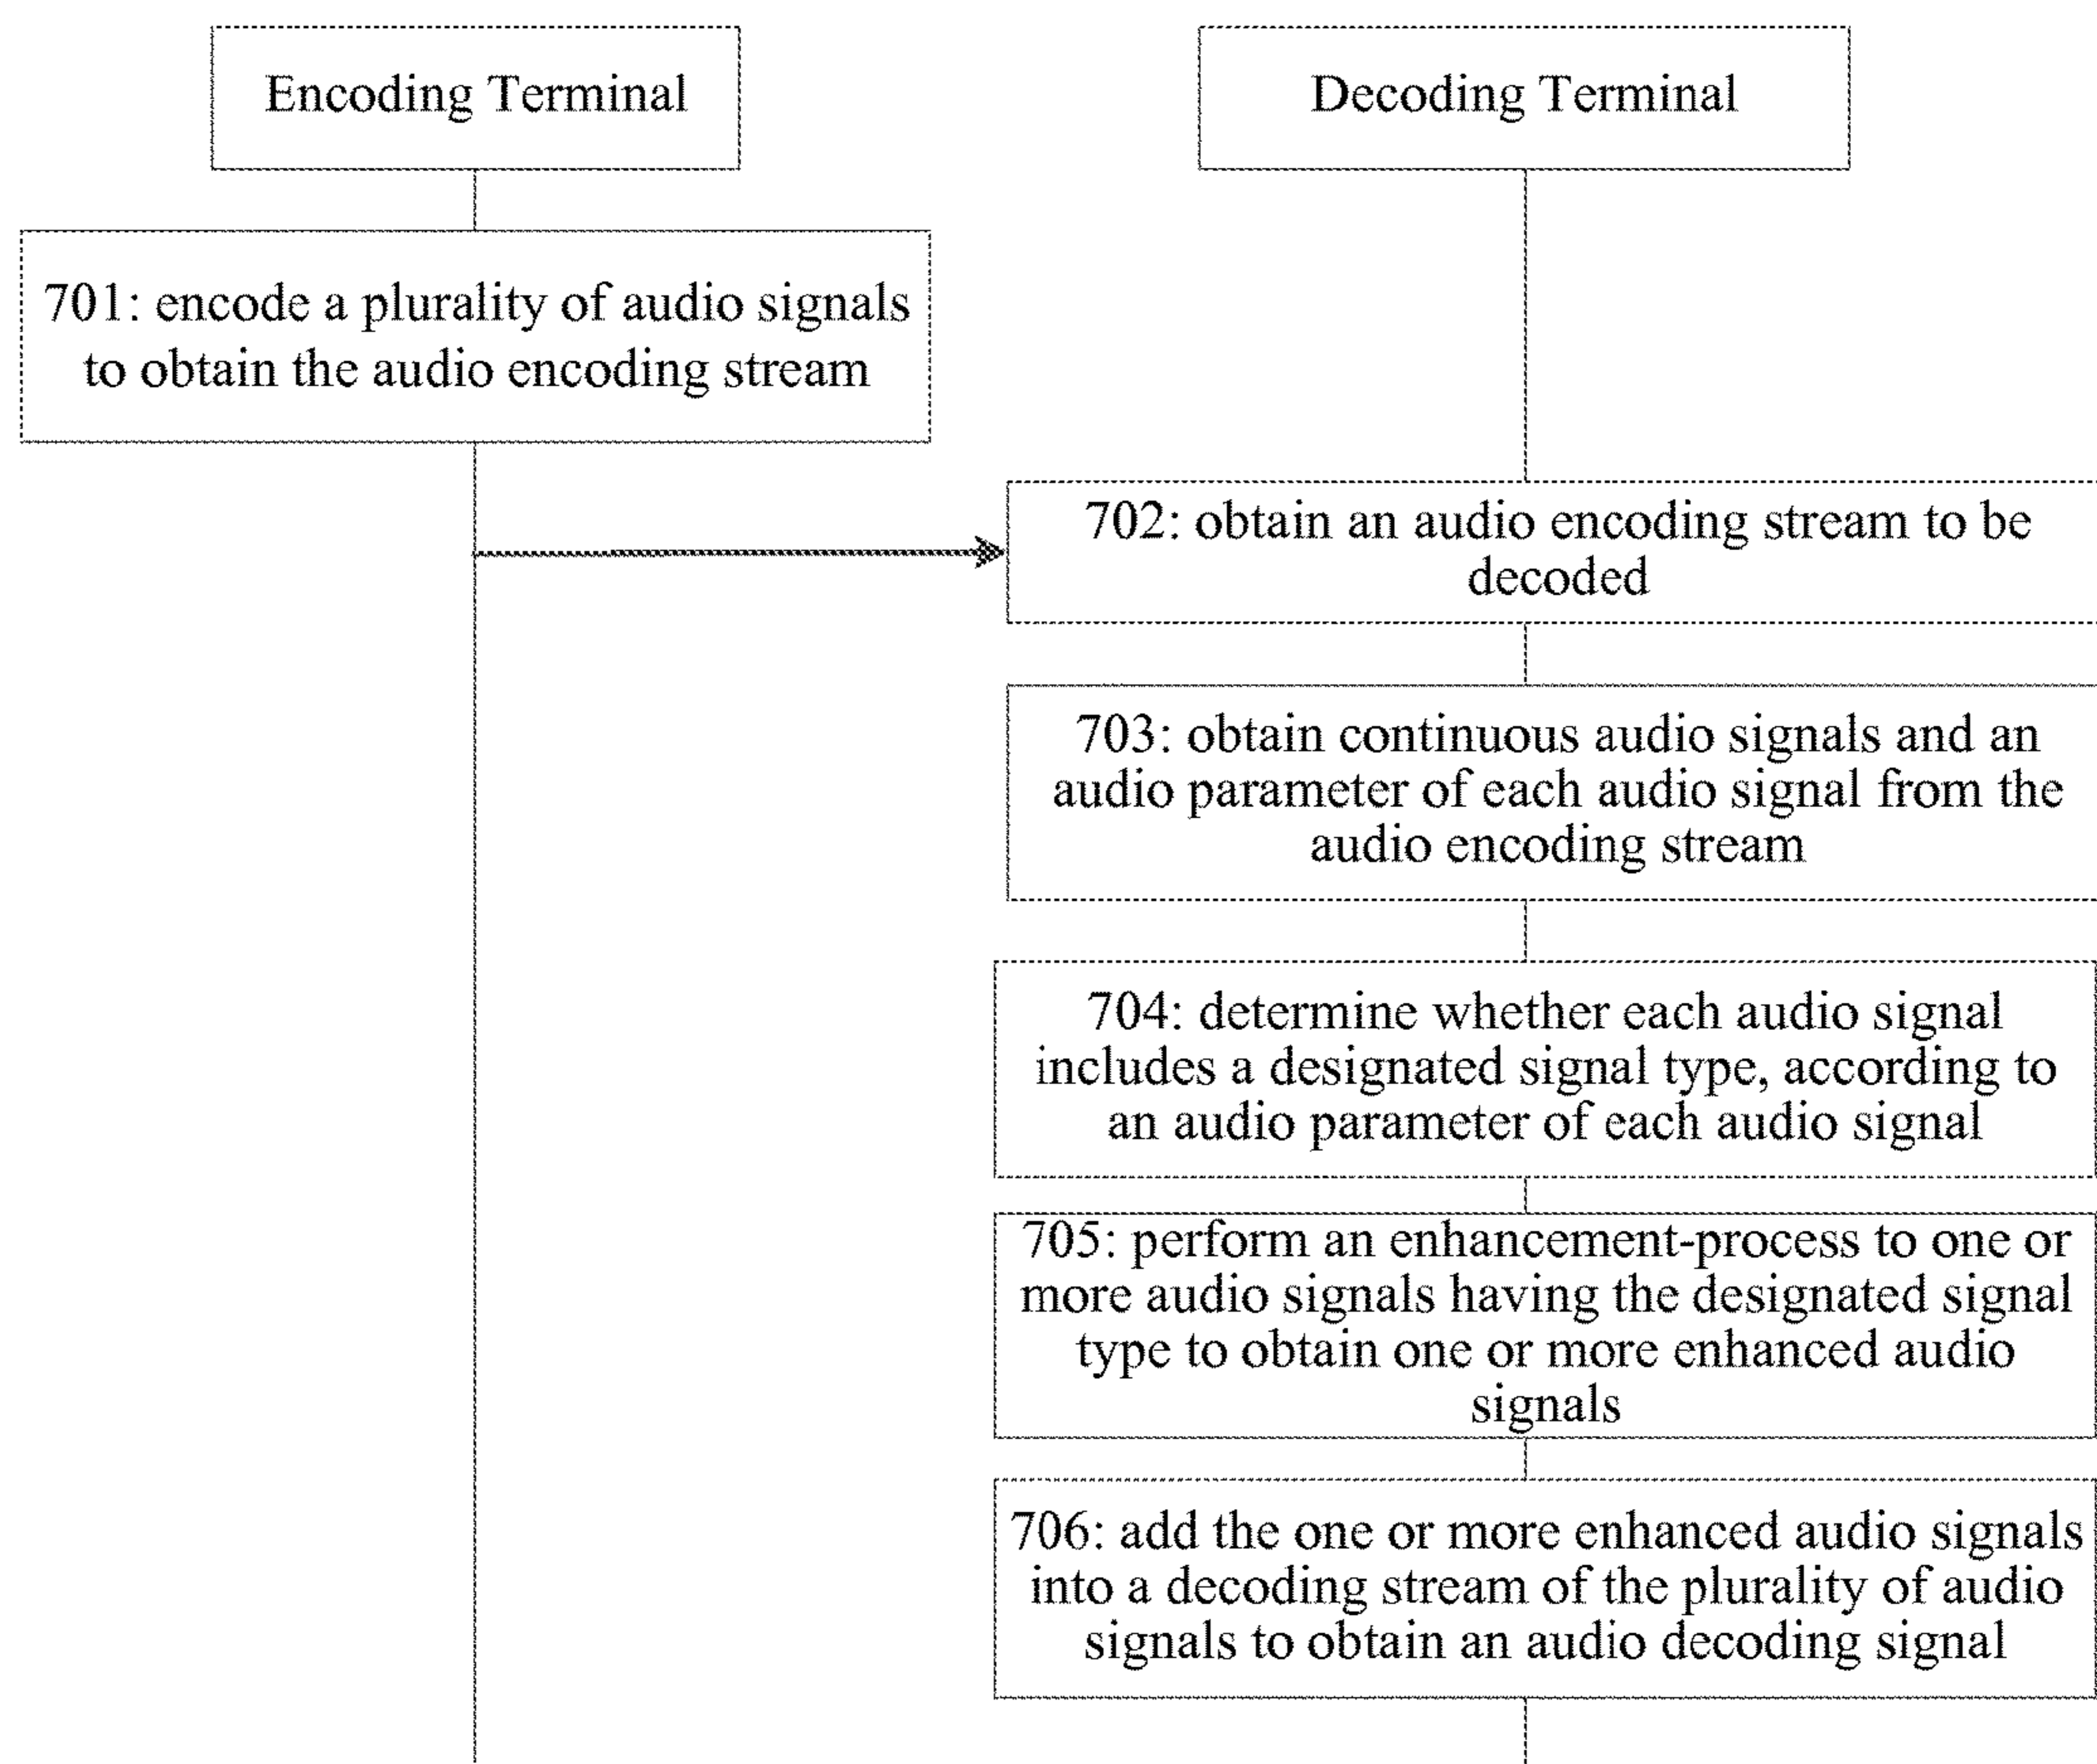 Encoding Terminal
Decoding Terminal
701: encode a plurality of audio signals
to obtain the audio encoding stream
702: obtain an audio encoding stream to be
decoded
703: obtain continuous audio signals and an
audio parameter of each audio signal from the
audio encoding stream
704: determine whether each audio signal
includes a designated signal type, according to
an audio parameter of each audio signal
705: perform an enhancement-process to one or
more audio signals having the designated signal
type to obtain one or more enhanced audio
signals
706: add the one or more enhanced audio signals
into a decoding stream of the plurality of audio
signals to obtain an audio decoding signal